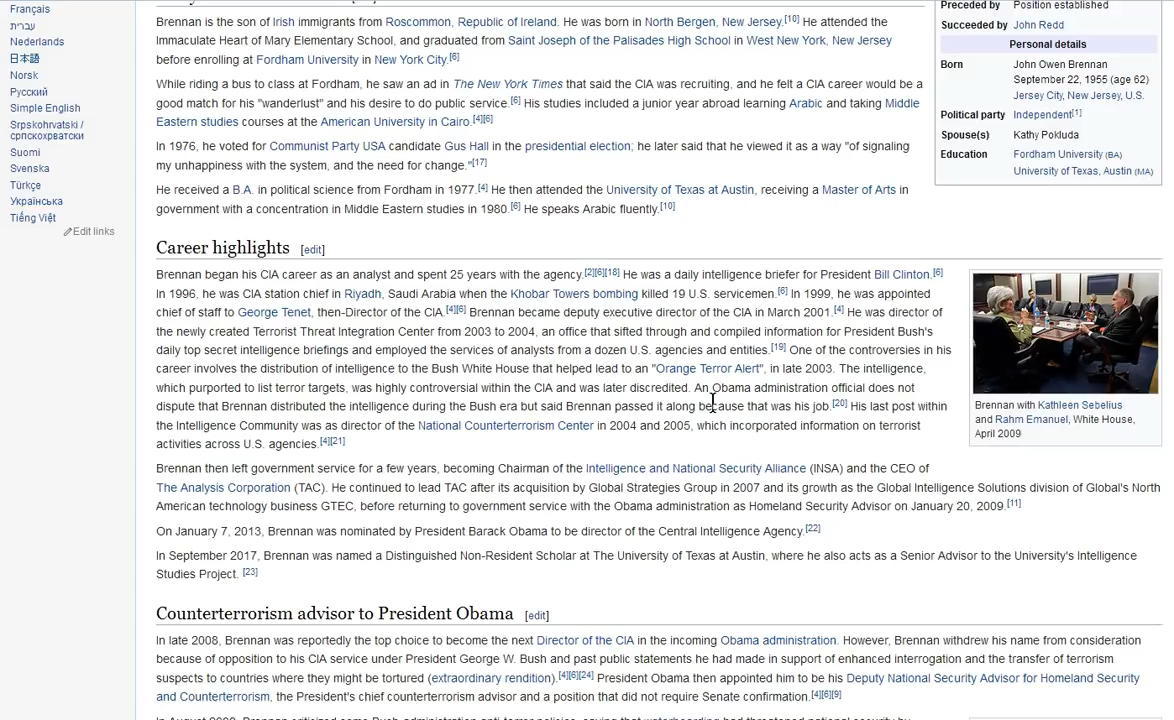 Français
עברית
Nederlands
日本語
Norsk
Русский
Simple English
Srpskohrvatski /
српскохрватски
Suomi
Svenska
Türkçe
Українська
Tiếng Việt
Edit links
Brennan is the son of Irish immigrants from Roscommon, Republic of Ireland. He was born in North Bergen, New Jersey.[10] He attended the
Immaculate Heart of Mary Elementary School, and graduated from Saint Joseph of the Palisades High School in West New York, New Jersey
before enrolling at Fordham University in New York City.[6]
While riding a bus to class at Fordham, he saw an ad in The New York Times that said the CIA was recruiting, and he felt a CIA career would be a
good match for his "wanderlust" and his desire to do public service.[6] His studies included a junior year abroad learning Arabic and taking Middle
Eastern studies courses at the American University in Cairo.[4][6]
In 1976, he voted for Communist Party USA candidate Gus Hall in the presidential election; he later said that he viewed it as a way "of signaling
my unhappiness with the system, and the need for change."[17]
He received a B.A. in political science from Fordham in 1977.[4] He then attended the University of Texas at Austin, receiving a Master of Arts in
government with a concentration in Middle Eastern studies in 1980.[6] He speaks Arabic fluently.[10]
Preceded by Position established
Succeeded by John Redd
Personal details
Born John Owen Brennan
September 22, 1955 (age 62)
Jersey City, New Jersey, U.S.
Political party Independent[1]
Spouse(s) Kathy Pokluda
Education Fordham University (BA)
University of Texas, Austin (MA)
Career highlights [edit]
Brennan began his CIA career as an analyst and spent 25 years with the agency.[2][6][18] He was a daily intelligence briefer for President Bill Clinton.[6]
In 1996, he was CIA station chief in Riyadh, Saudi Arabia when the Khobar Towers bombing killed 19 U.S. servicemen.[6] In 1999, he was appointed
chief of staff to George Tenet, then-Director of the CIA.[4][6] Brennan became deputy executive director of the CIA in March 2001.[4] He was director of
the newly created Terrorist Threat Integration Center from 2003 to 2004, an office that sifted through and compiled information for President Bush's
daily top secret intelligence briefings and employed the services of analysts from a dozen U.S. agencies and entities.[19] One of the controversies in his
career involves the distribution of intelligence to the Bush White House that helped lead to an "Orange Terror Alert", in late 2003. The intelligence,
which purported to list terror targets, was highly controversial within the CIA and was later discredited. An Obama administration official does not
dispute that Brennan distributed the intelligence during the Bush era but said Brennan passed it along because that was his job.[20] His last post within
the Intelligence Community was as director of the National Counterterrorism Center in 2004 and 2005, which incorporated information on terrorist
activities across U.S. agencies.[4][21]
Brennan with Kathleen Sebelius
and Rahm Emanuel, White House,
April 2009
Brennan then left government service for a few years, becoming Chairman of the Intelligence and National Security Alliance (INSA) and the CEO of
The Analysis Corporation (TAC). He continued to lead TAC after its acquisition by Global Strategies Group in 2007 and its growth as the Global Intelligence Solutions division of Global's North
American technology business GTEC, before returning to government service with the Obama administration as Homeland Security Advisor on January 20, 2009.[11]
On January 7, 2013, Brennan was nominated by President Barack Obama to be director of the Central Intelligence Agency.[22]
In September 2017, Brennan was named a Distinguished Non-Resident Scholar at The University of Texas at Austin, where he also acts as a Senior Advisor to the University's Intelligence
Studies Project. [23]
Counterterrorism advisor to President Obama [edit]
In late 2008, Brennan was reportedly the top choice to become the next Director of the CIA in the incoming Obama administration. However, Brennan withdrew his name from consideration
because of opposition to his CIA service under President George W. Bush and past public statements he had made in support of enhanced interrogation and the transfer of terrorism
suspects to countries where they might be tortured (extraordinary rendition).[4][6][24] President Obama then appointed him to be his Deputy National Security Advisor for Homeland Security
and Counterterrorism, the President's chief counterterrorism advisor and a position that did not require Senate confirmation.[4][6][9]